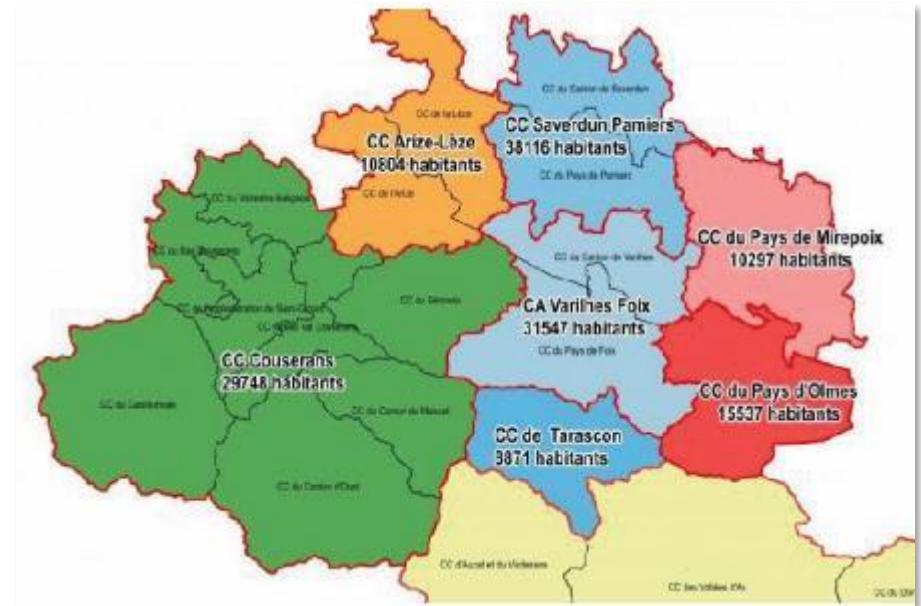 CC du Canton de Saverdun
CC de la Lèze
CC Saverdun Pamiers
38116 habitants
CC Arize-Lèze
10804 habitants
CC du Pays de Pamiers
CC de l'Arize
CC du Pays de Mirepoix
10297 habitants
CC du Canton de Varilhes
CA Varilhes Foix
31547 habitants
CC du Pays de Foix
CC du Séronais
CC Couserans
29748 habitants
CC du Pays d'Olmes
15537 habitants
CC du Castillonnais
CC du Canton de Massat
CC de Tarascon
CC du Canton d'Oust
CC d'Auzat et du Vicdessos
CC des Vallées d'Ax